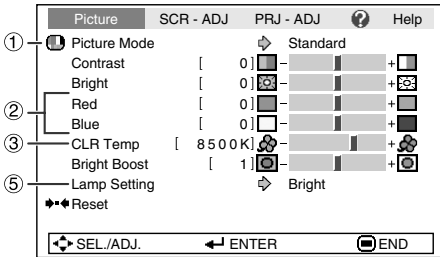 Picture SCR - ADJ PRJ - ADJ ? Help
① Picture Mode Standard
Contrast [ 0] - +
Bright [ 0] - +
② Red [ 0] - +
Blue [ 0] - +
③ CLR Temp [ 8500K] - +
Bright Boost [ 1] - +
⑤ Lamp Setting Bright
Reset
SEL./ADJ. ENTER END